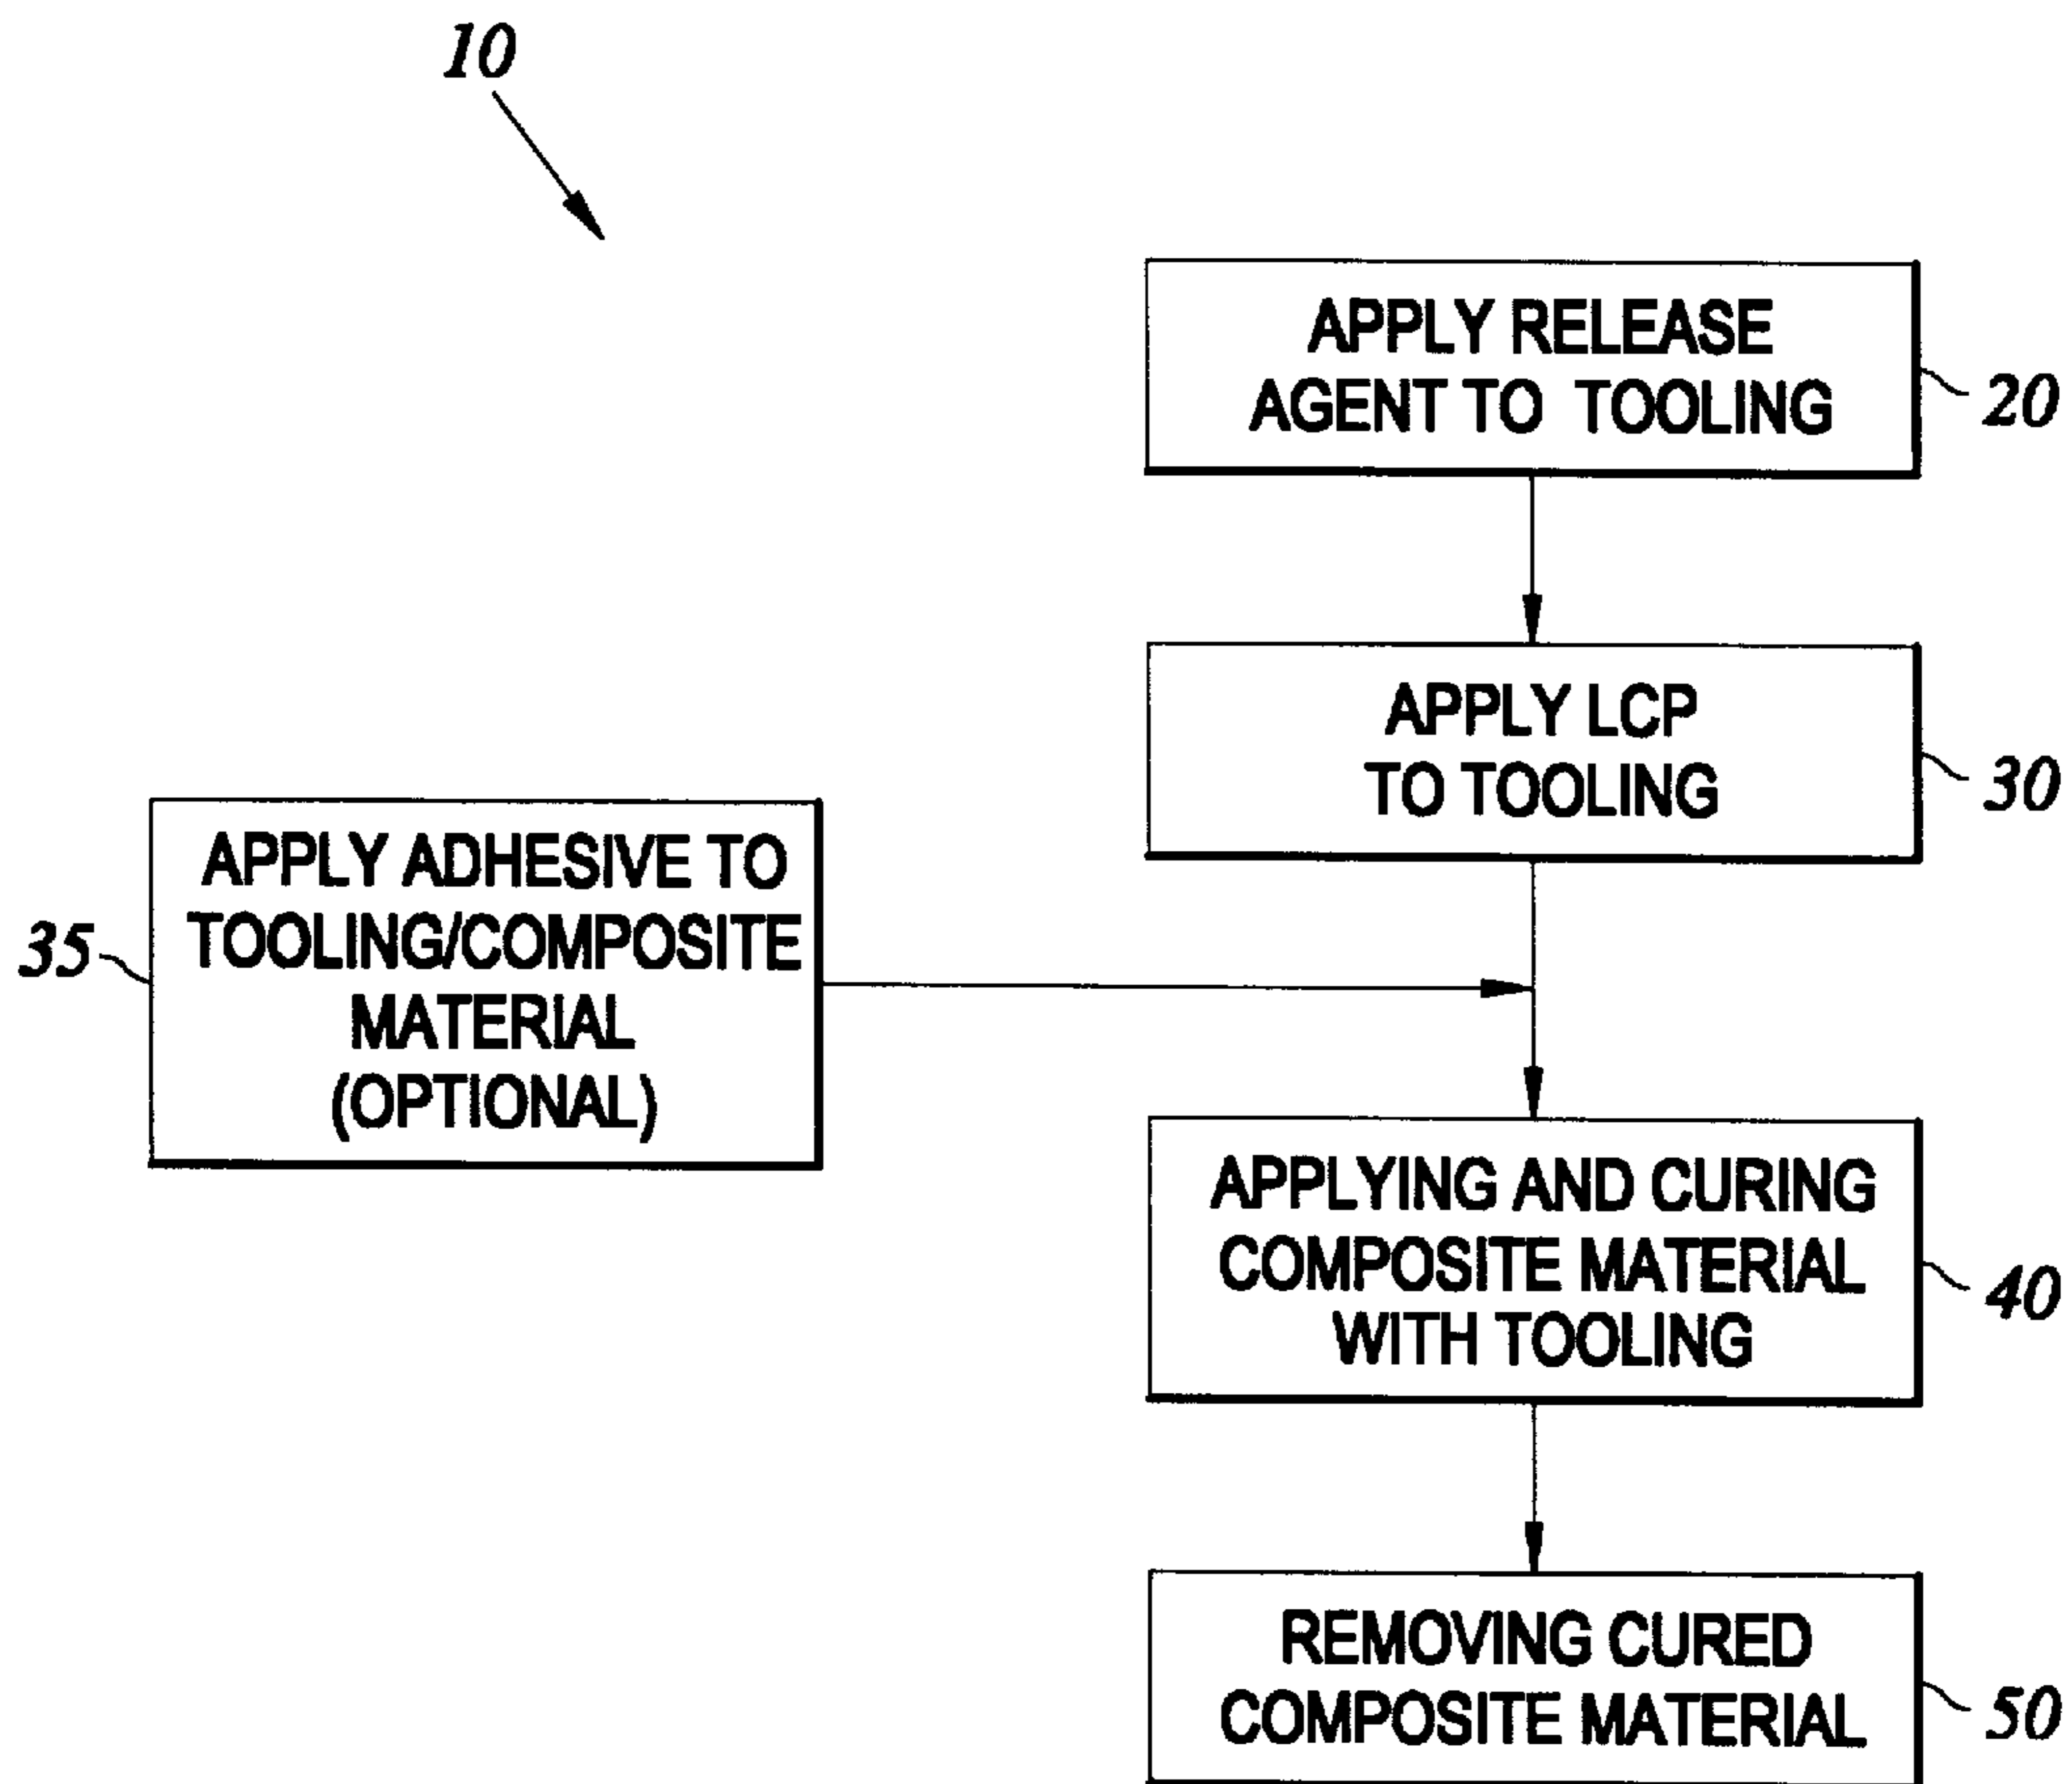 10
APPLY RELEASE
AGENT TO TOOLING
20
APPLY LCP
TO TOOLING
30
APPLY ADHESIVE TO
TOOLING/COMPOSITE
MATERIAL
(OPTIONAL)
35
APPLYING AND CURING
COMPOSITE MATERIAL
WITH TOOLING
40
REMOVING CURED
COMPOSITE MATERIAL
50